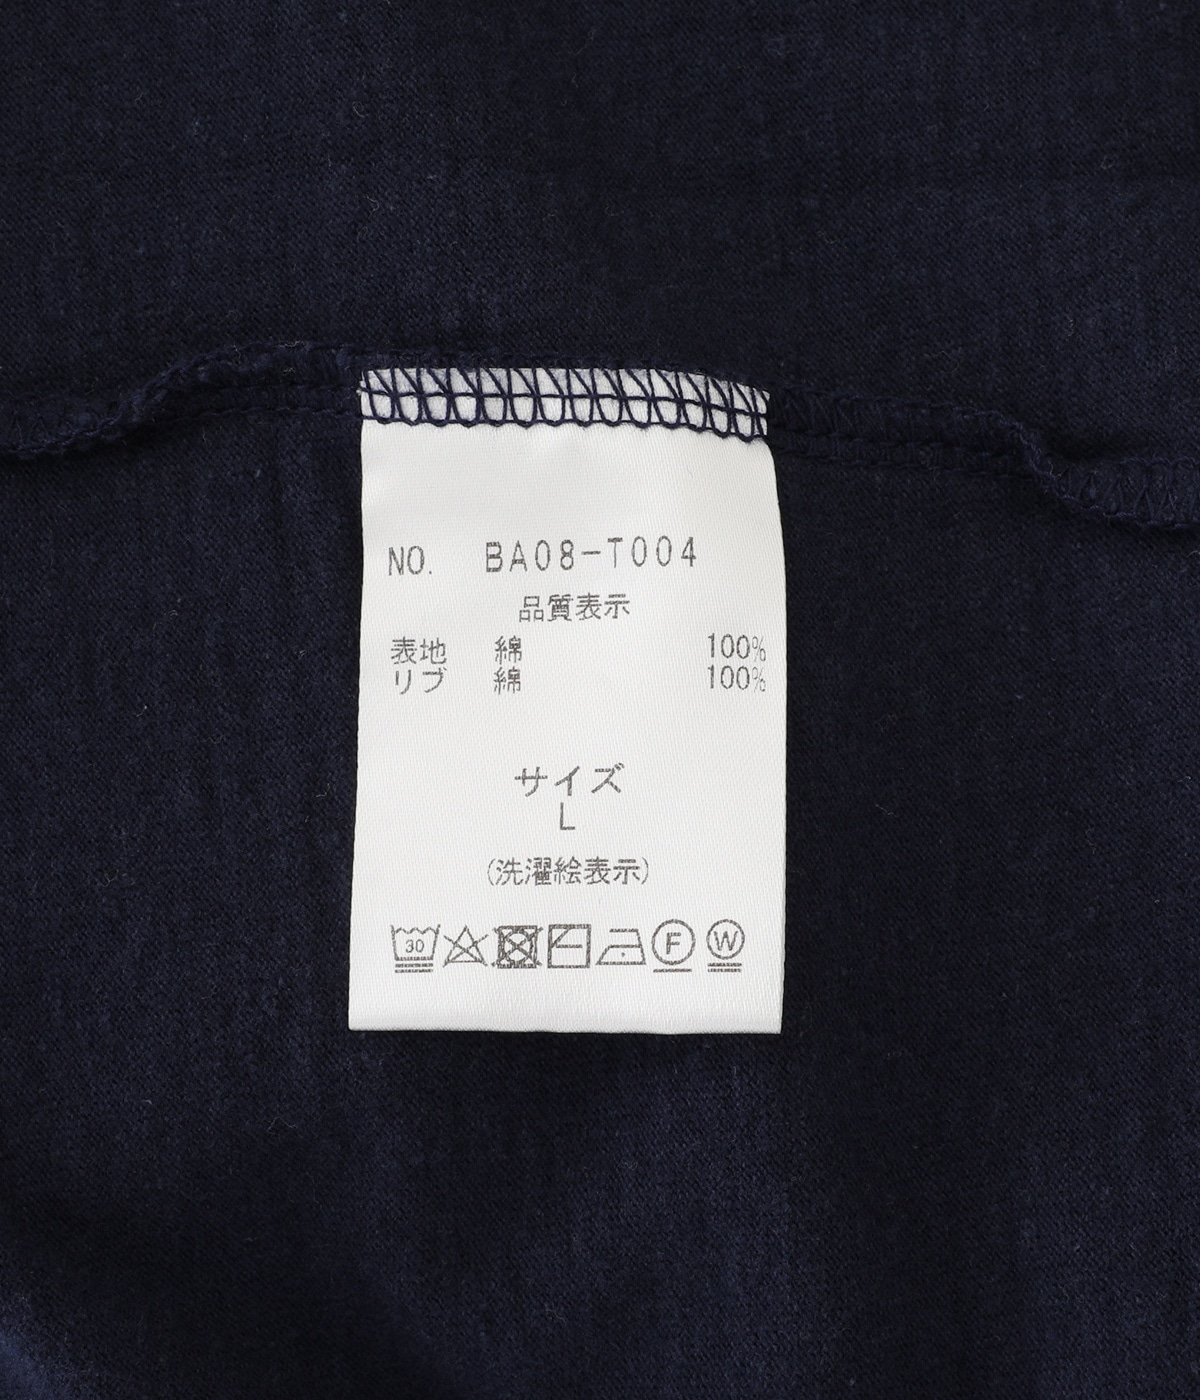 NO. BA08-T004
品質表示
表地 綿 100%
リブ 綿 100%
サイズ
L
(洗濯絵表示)
30 F W